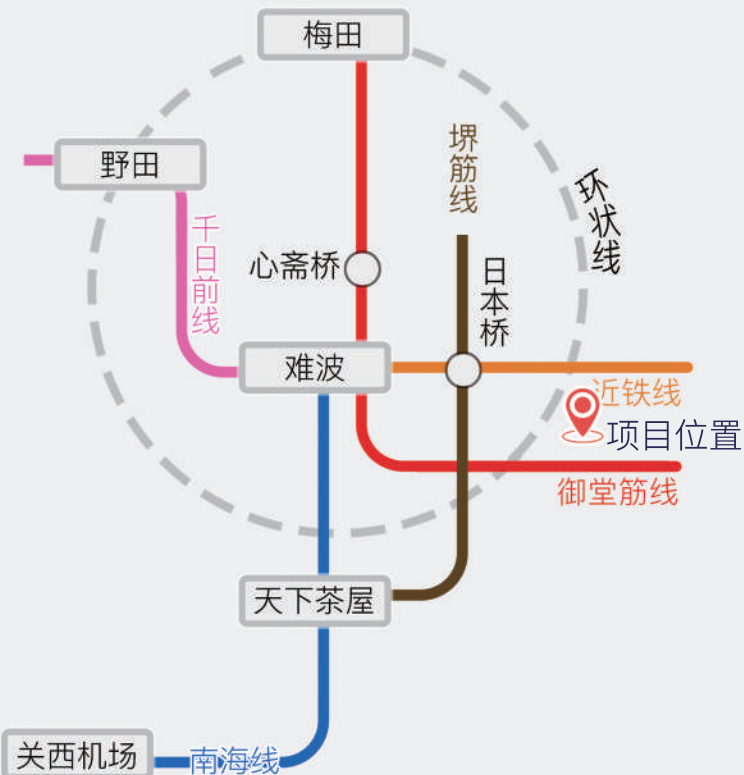 梅田
堺筋线
野田
环状线
千日前线
心斋桥
日本桥
难波
近铁线
项目位置
御堂筋线
天下茶屋
关西机场
南海线